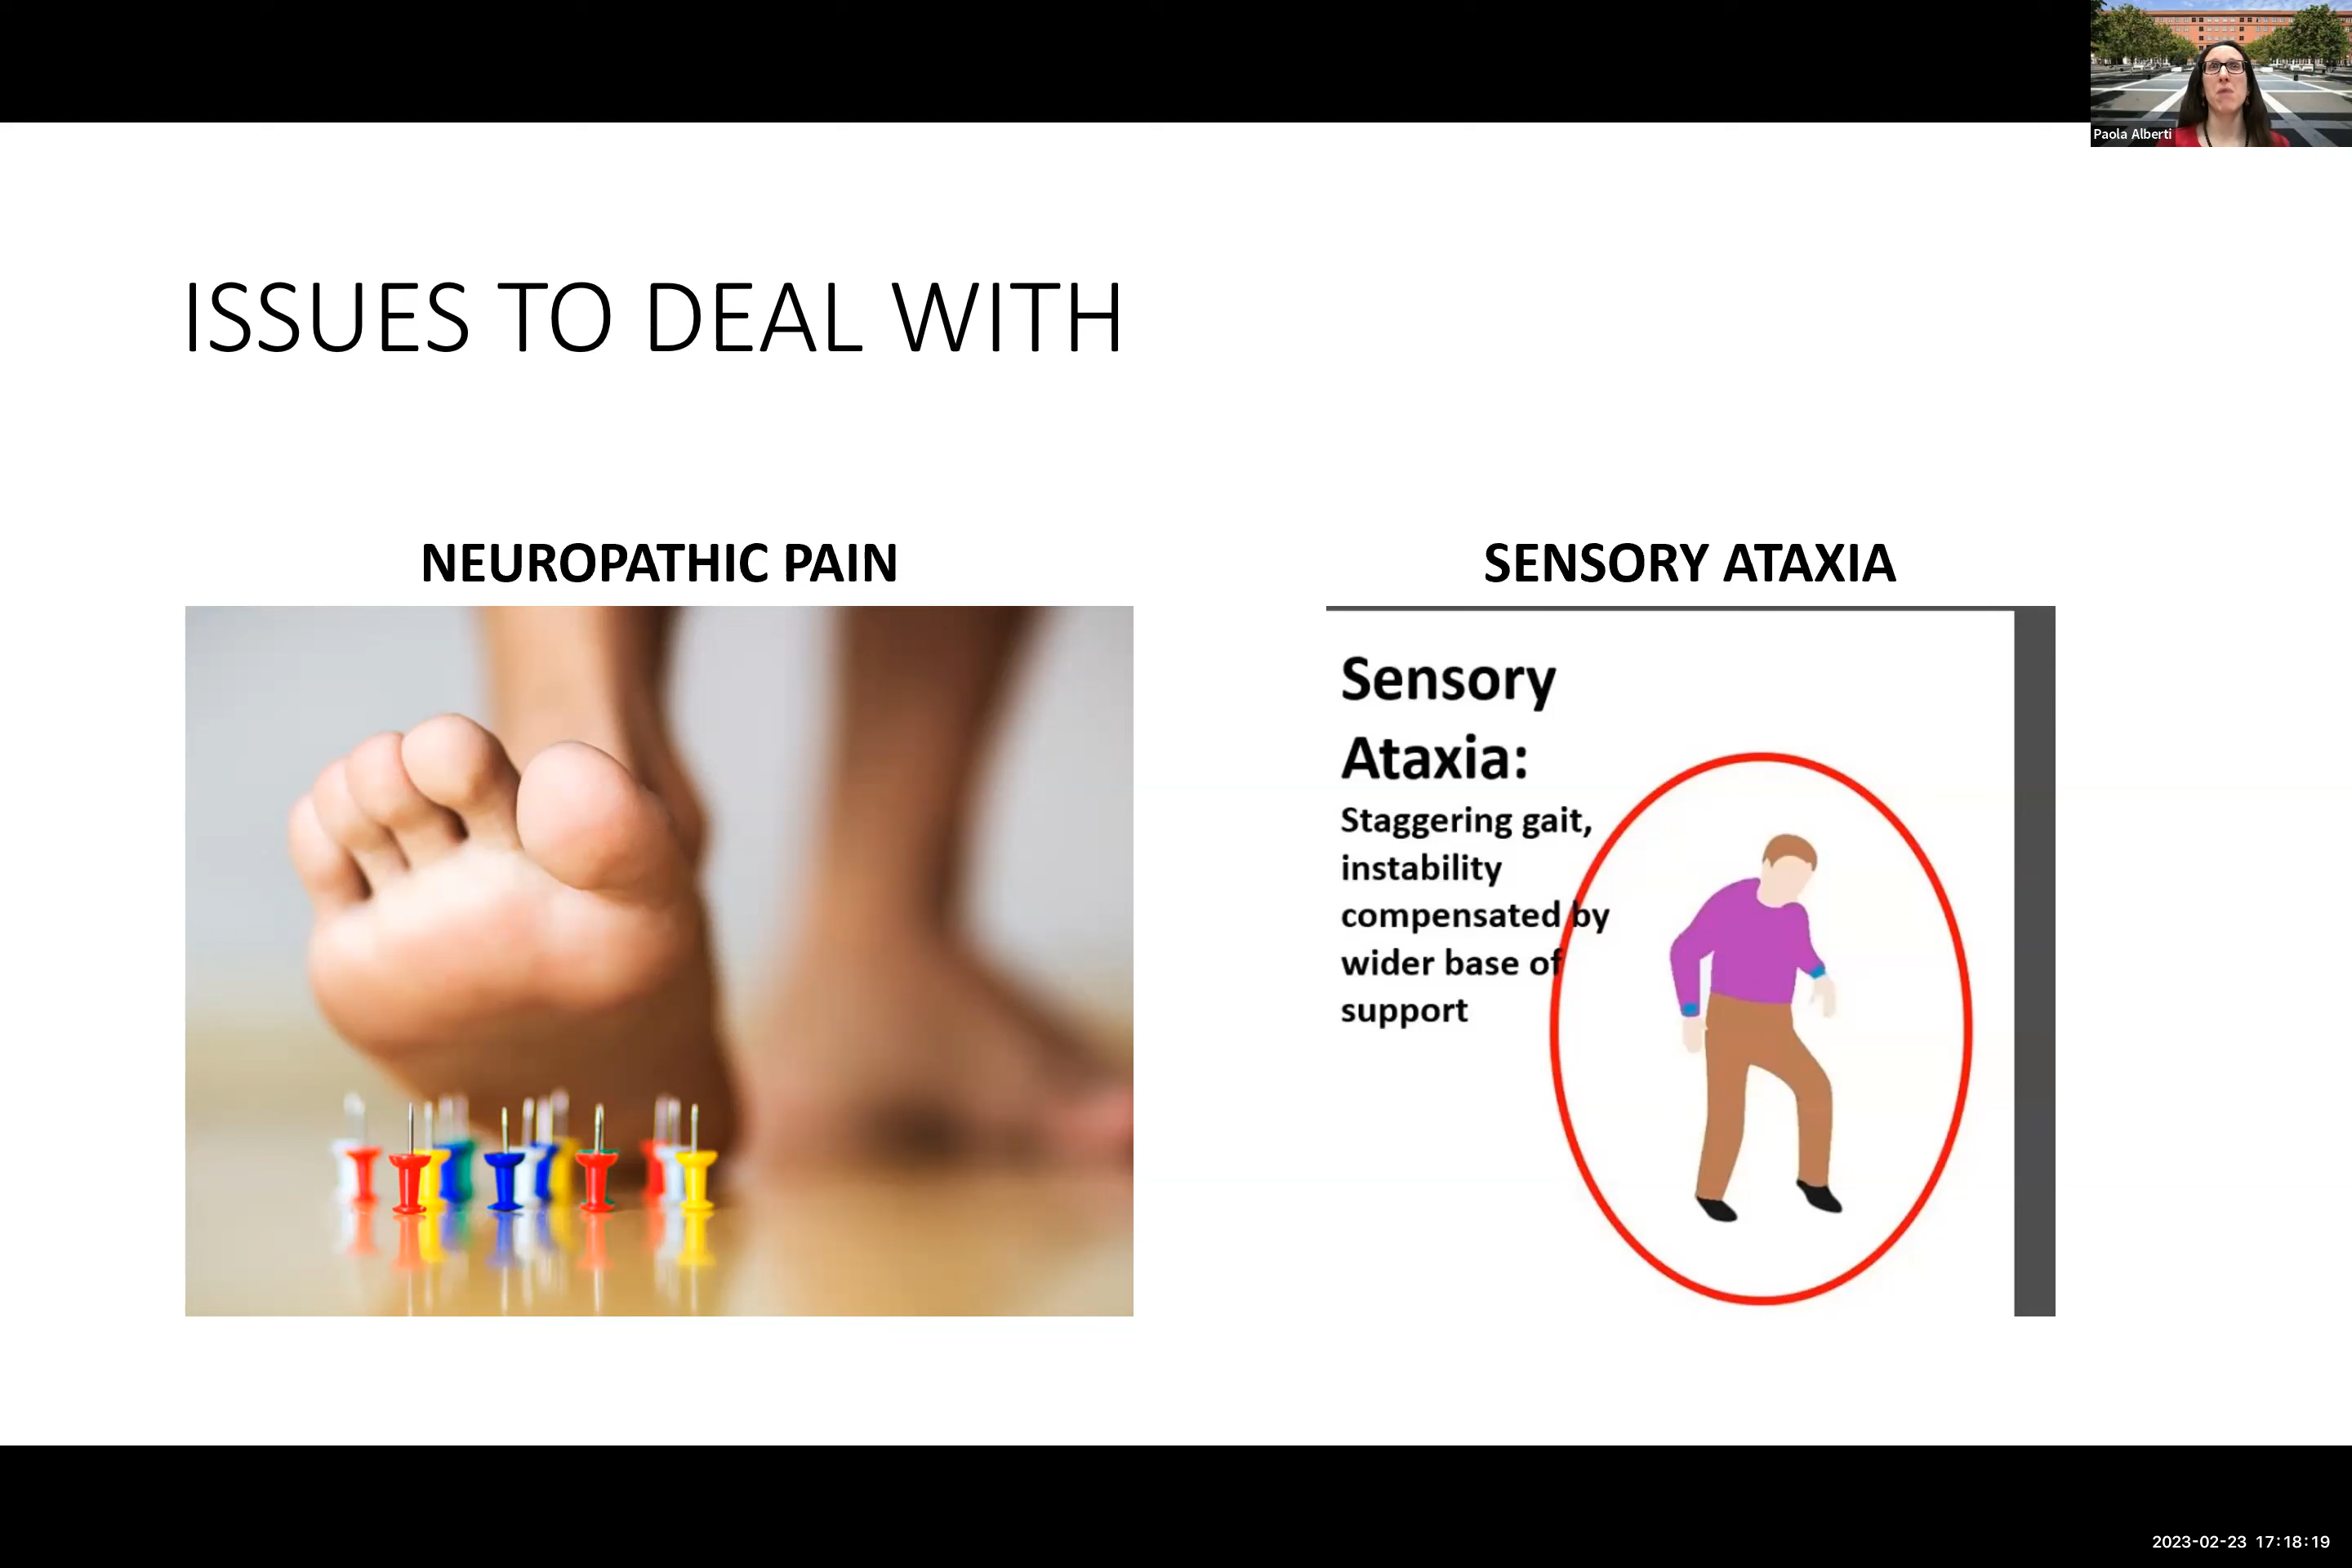 Paola Alberti
ISSUES TO DEAL WITH
NEUROPATHIC PAIN
SENSORY ATAXIA
Sensory
Ataxia:
Staggering gait,
instability
compensated by
wider base of
support
2023-02-23 17:18:19